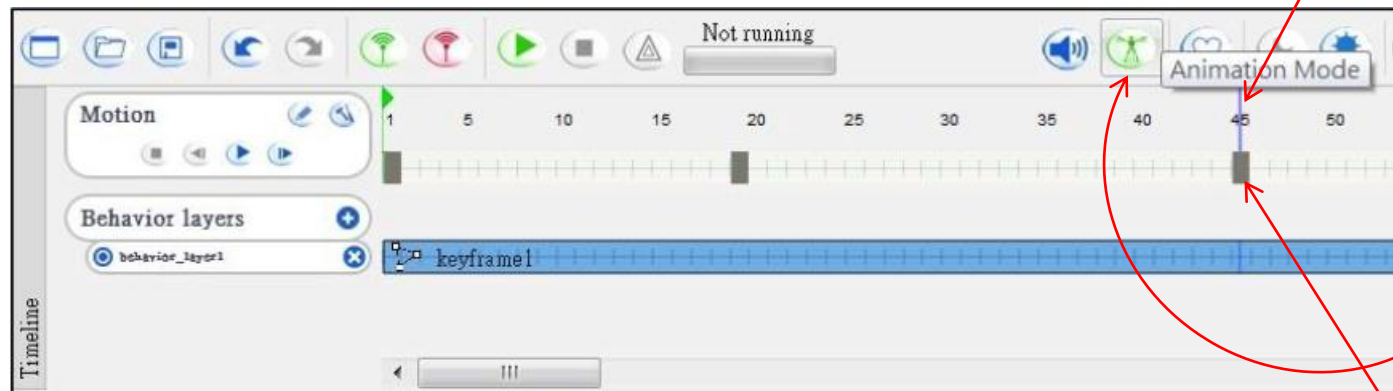 Not running
Animation Mode
Motion
1 5 10 15 20 25 30 35 40 45 50
Behavior layers
behavior_layer1
keyframe1
Timeline